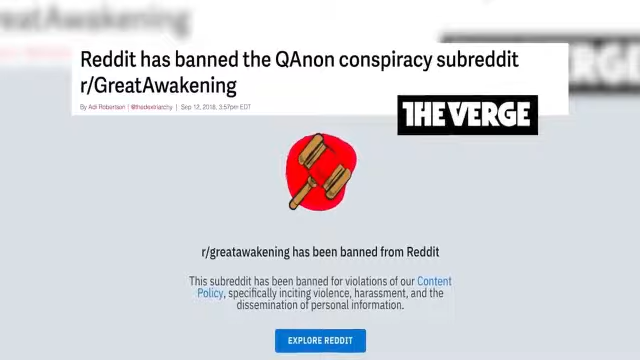 reatAwakening
Reddit has banned the QAnon conspiracy subreddit
r/GreatAwakening
By Adi Robertson | @thedextriarchy | Sep 12, 2018, 3:57pm EDT
THE VERGE
r/greatawakening has been banned from Reddit
This subreddit has been banned for violations of our Content
Policy, specifically inciting violence, harassment, and the
dissemination of personal information.
EXPLORE REDDIT